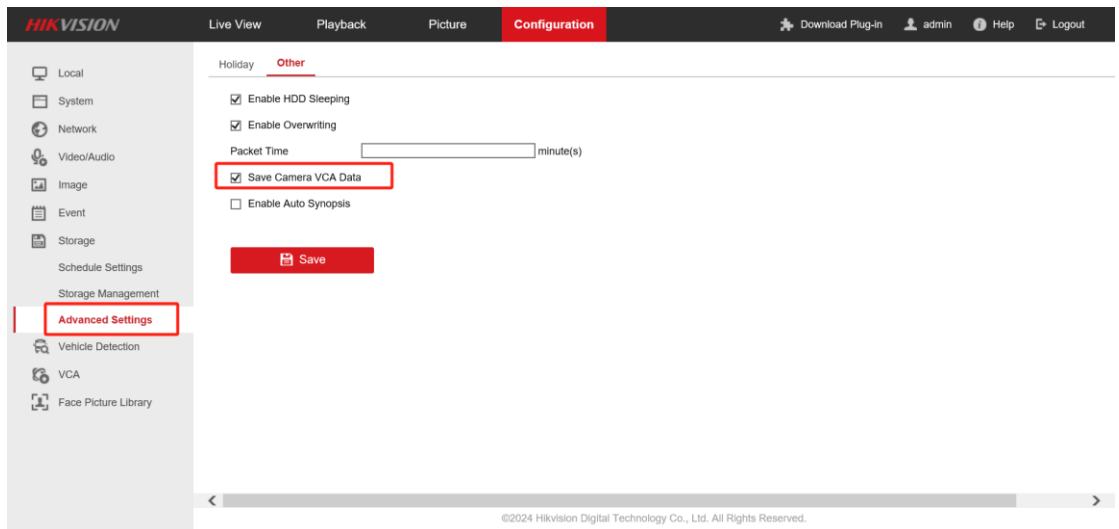 HIKVISION
Live View
Playback
Picture
Configuration
Download Plug-in
admin
Help
Logout
Local
System
Network
Video/Audio
Image
Event
Storage
Schedule Settings
Storage Management
Advanced Settings
Vehicle Detection
VCA
Face Picture Library
Holiday
Other
Enable HDD Sleeping
Enable Overwriting
Packet Time
minute(s)
Save Camera VCA Data
Enable Auto Synopsis
Save
©2024 Hikvision Digital Technology Co., Ltd. All Rights Reserved.